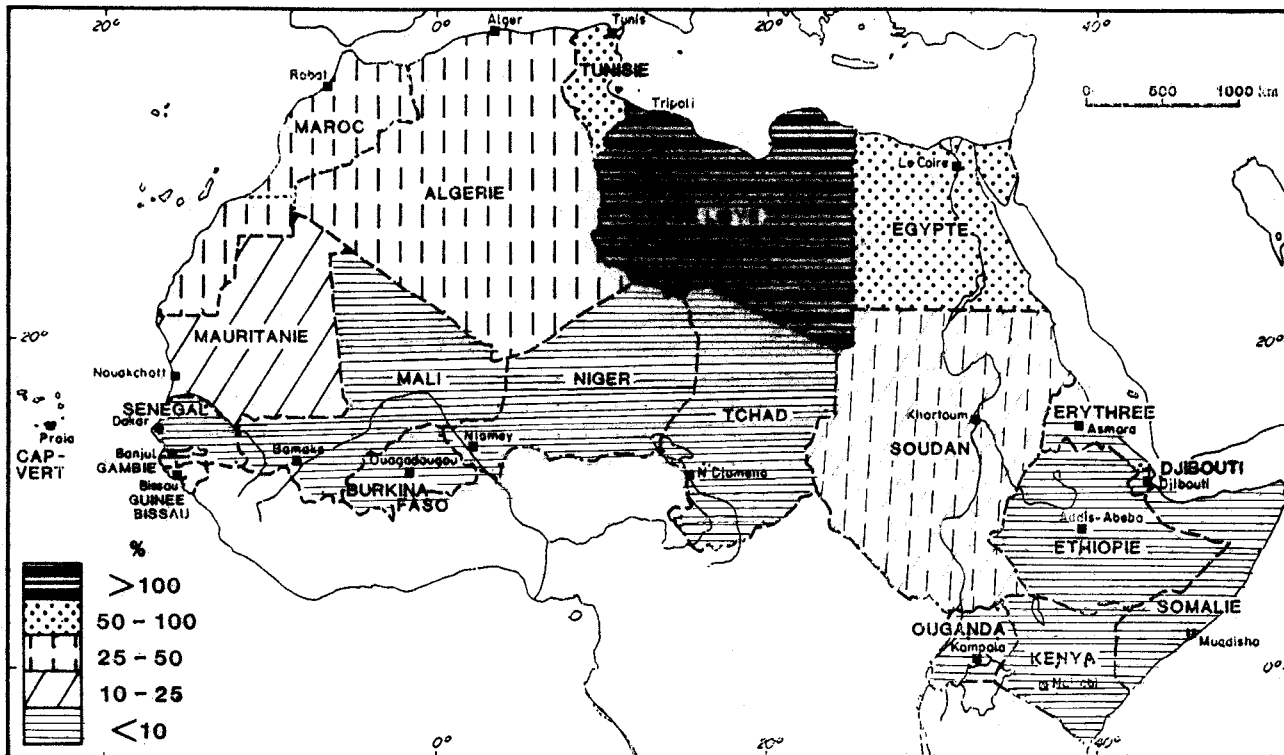 20° 0° 20° 40°
Alger
Tunis
TUNISIE
Rabat
Tripoli
0 500 1000 km
MAROC
Le Caire
ALGERIE
EGYPTE
20° 20°
MAURITANIE
Nouakchott
MALI
NIGER
TCHAD
SENEGAL
Dakar
Khartoum
SOUDAN
ERYTHREE
Asmara
Praia
CAP-
VERT
Banjul
GAMBIE
Bamako
Niamey
Ouagadougou
N'Djamena
DJIBOUTI
Djibouti
Bissau
GUINEE
BISSAU
BURKINA
FASO
Addis-Abeba
ETHIOPIE
%
>100
50 - 100
25 - 50
10 - 25
<10
SOMALIE
OUGANDA
Kampala
KENYA
Muqdisho
0°
0° 20° 40°